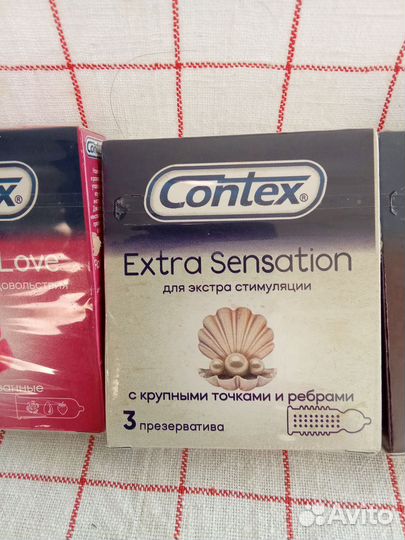 Contex®
Extra Sensation
для экстра стимуляции
с крупными точками и ребрами
3 презерватива
x®
Love
довольствия
Avito